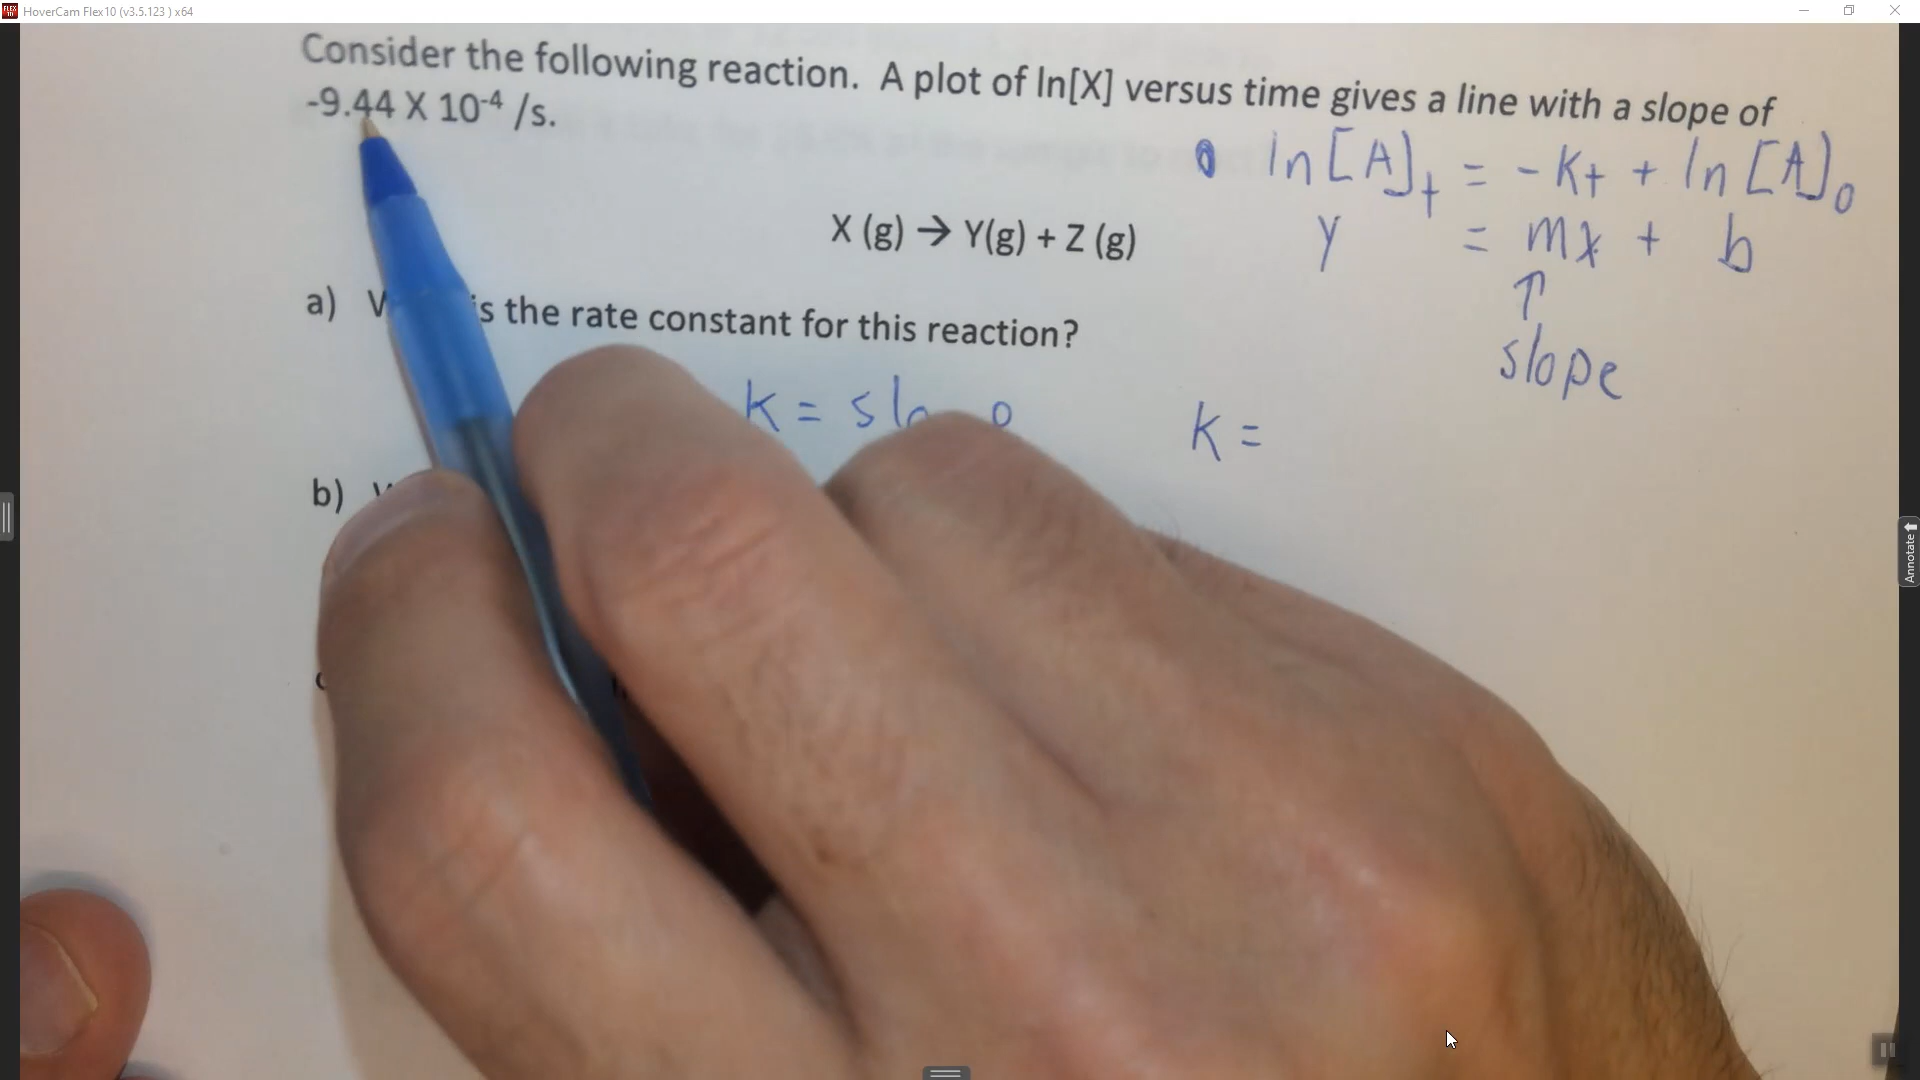 HoverCam Flex10 (v3.5.123 ) x64
Consider the following reaction. A plot of ln[X] versus time gives a line with a slope of
-9.44 X 10⁻⁴ /s.
ln[A]t = -Kt + ln[A]₀
X (g) → Y(g) + Z (g)
y = mx + b
↑
slope
a) is the rate constant for this reaction?
K =
K =
b)
Annotate